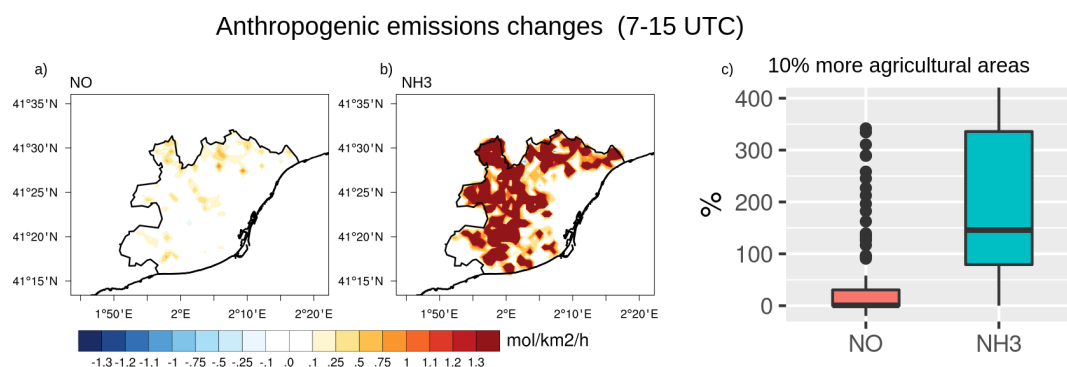 Anthropogenic emissions changes (7-15 UTC)
a)
NO
41°35'N
41°30'N
41°25'N
41°20'N
41°15'N
1°50'E 2°E 2°10'E 2°20'E
b)
NH3
41°35'N
41°30'N
41°25'N
41°20'N
41°15'N
1°50'E 2°E 2°10'E 2°20'E
-1.3 -1.2 -1.1 -1 -.75 -.5 -.25 -.1 .0 .1 .25 .5 .75 1 1.1 1.2 1.3
mol/km2/h
c) 10% more agricultural areas
%
400
300
200
100
0
NO NH3